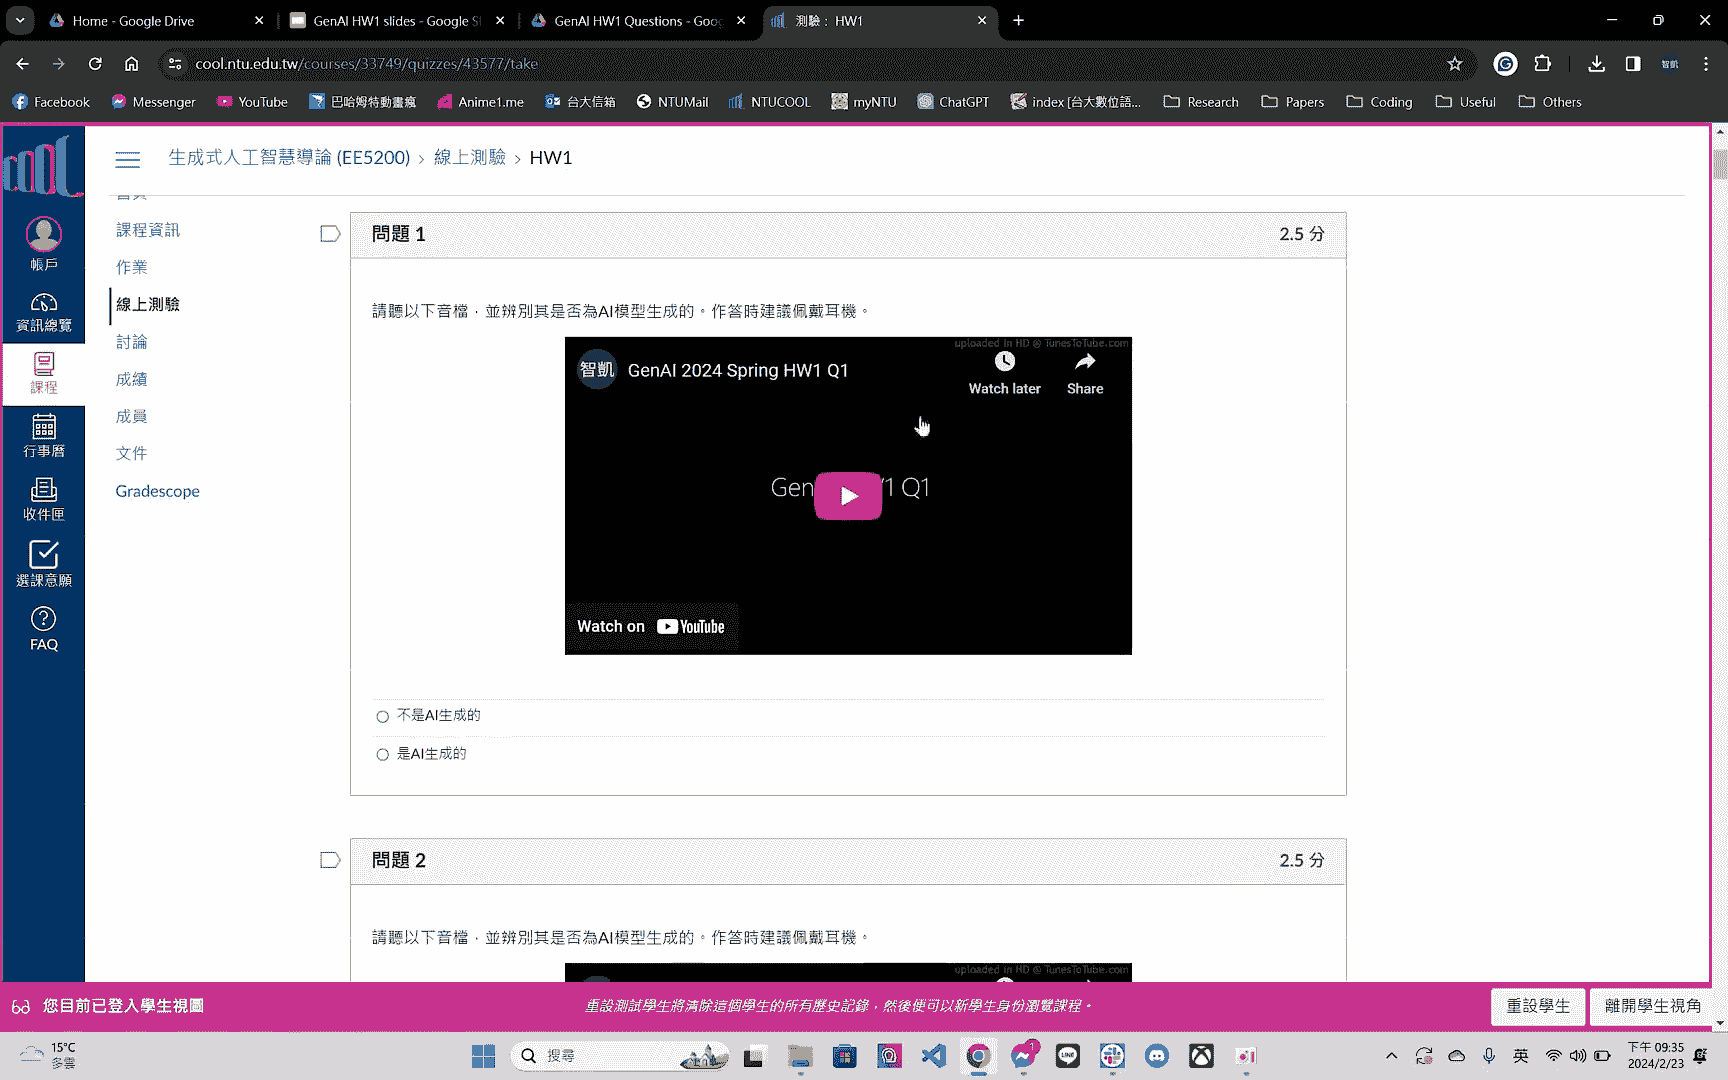 Home - Google Drive
GenAI HW1 slides - Google Sl
GenAI HW1 Questions - Goog
測驗： HW1
cool.ntu.edu.tw/courses/33749/quizzes/43577/take
Facebook
Messenger
YouTube
巴哈姆特動畫瘋
Anime1.me
台大信箱
NTUMail
NTUCOOL
myNTU
ChatGPT
index [台大數位語...
Research
Papers
Coding
Useful
Others
生成式人工智慧導論 (EE5200) › 線上測驗 › HW1
帳戶
資訊總覽
課程
行事曆
收件匣
選課意願
FAQ
課程資訊
作業
線上測驗
討論
成績
成員
文件
Gradescope
問題 1
2.5 分
請聽以下音檔，並辨別其是否為AI模型生成的。作答時建議佩戴耳機。
uploaded in HD @ TunesToTube.com
智凱
GenAI 2024 Spring HW1 Q1
Watch later
Share
Gen
1 Q1
Watch on YouTube
不是AI生成的
是AI生成的
問題 2
2.5 分
請聽以下音檔，並辨別其是否為AI模型生成的。作答時建議佩戴耳機。
uploaded in HD @ TunesToTube.com
您目前已登入學生視圖
重設測試學生將清除這個學生的所有歷史記錄，然後便可以新學生身份瀏覽課程。
重設學生
離開學生視角
15°C
多雲
搜尋
1
LINE
英
下午 09:35
2024/2/23